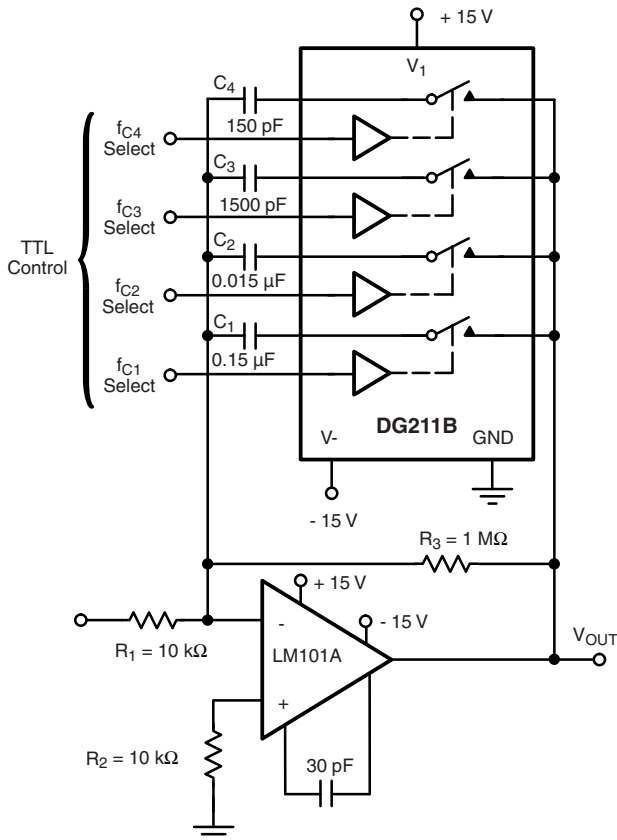 + 15 V
V1
C4
150 pF
fC4
Select
C3
1500 pF
fC3
Select
TTL
Control
C2
0.015 µF
fC2
Select
C1
0.15 µF
fC1
Select
DG211B
V-
GND
- 15 V
R3 = 1 MΩ
+ 15 V
- 15 V
-
LM101A
+
R1 = 10 kΩ
VOUT
R2 = 10 kΩ
30 pF